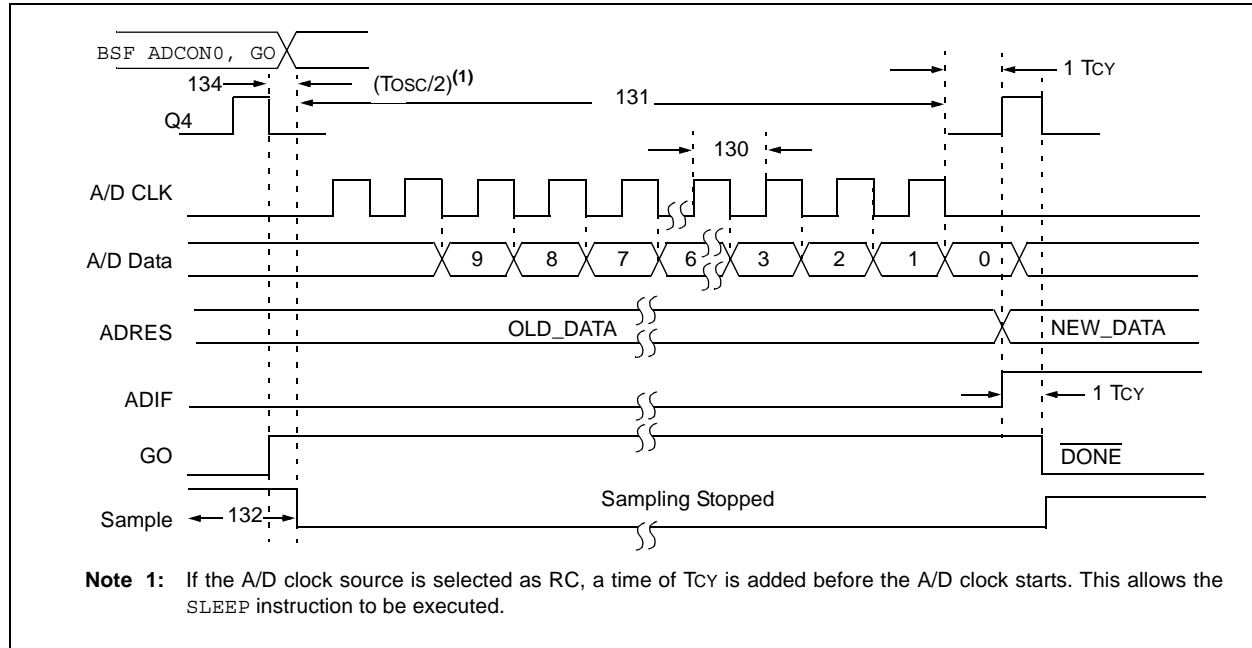 BSF ADCON0, GO
134
(TOSC/2)(1)
131
1 TCY
Q4
130
A/D CLK
A/D Data
9
8
7
6
3
2
1
0
ADRES
OLD_DATA
NEW_DATA
ADIF
1 TCY
GO
DONE
Sampling Stopped
Sample
132
Note 1: If the A/D clock source is selected as RC, a time of TCY is added before the A/D clock starts. This allows the
SLEEP instruction to be executed.